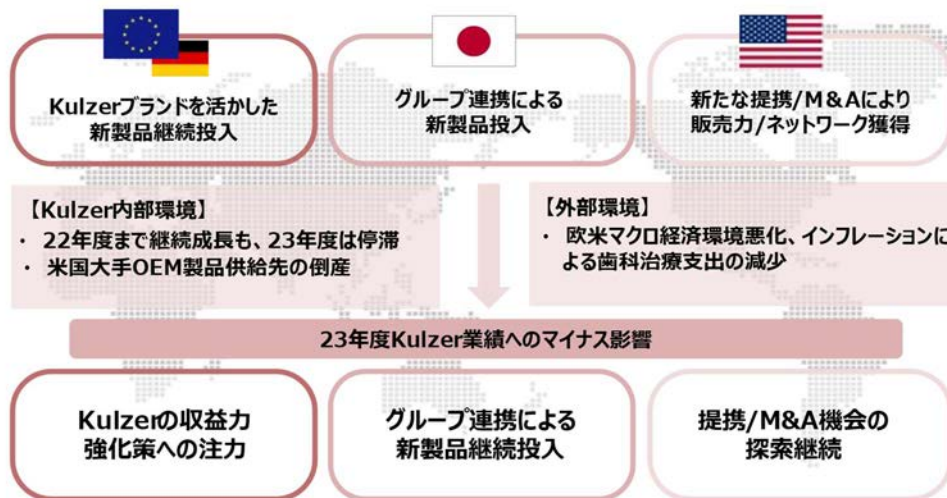 Kulzerブランドを活かした
新製品継続投入
グループ連携による
新製品投入
新たな提携/M&Aにより
販売力/ネットワーク獲得
【Kulzer内部環境】
・ 22年度まで継続成長も、23年度は停滞
・ 米国大手OEM製品供給先の倒産
【外部環境】
・ 欧米マクロ経済環境悪化、インフレーションに
よる歯科治療支出の減少
23年度Kulzer業績へのマイナス影響
Kulzerの収益力
強化策への注力
グループ連携による
新製品継続投入
提携/M&A機会の
探索継続